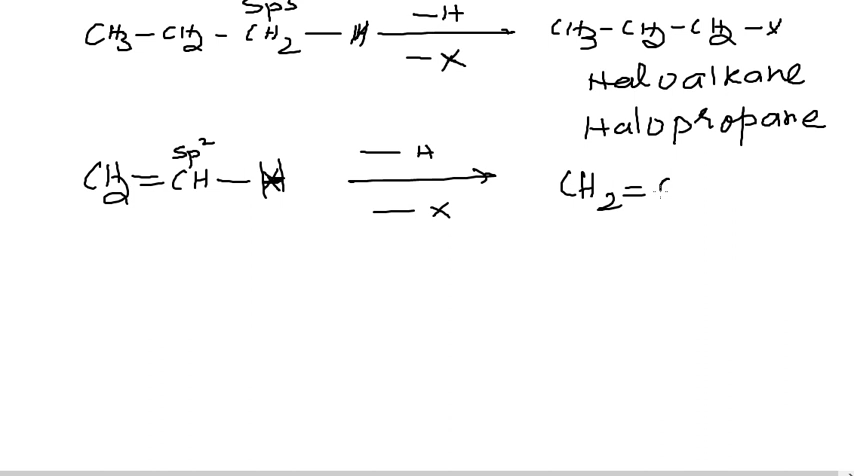 sp3
CH3-CH2-CH2-H -H CH3-CH2-CH2-X
-X
Haloalkane
Halopropane
sp²
CH2=CH-H -H CH2=C
-X